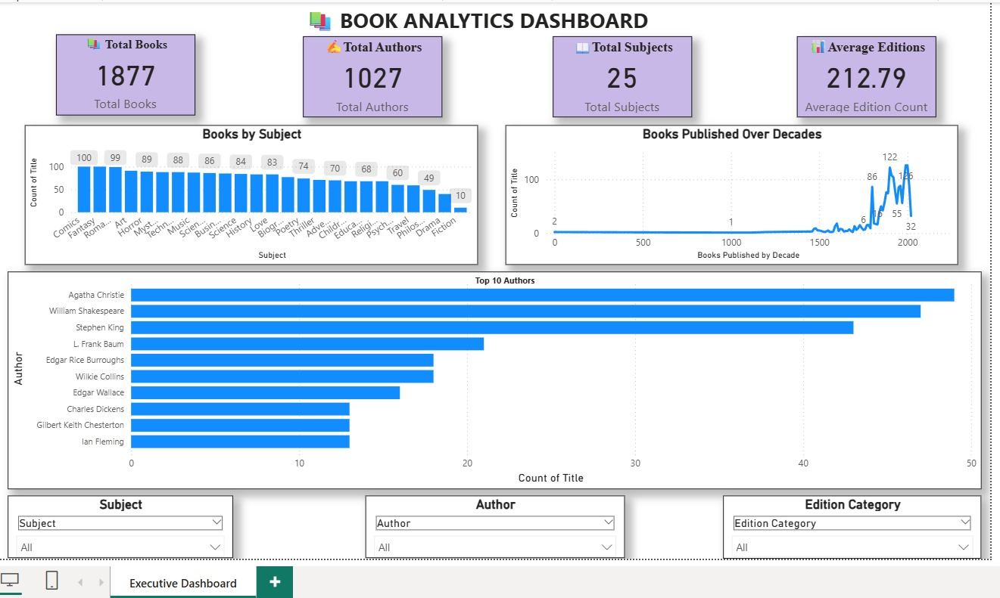 📚 BOOK ANALYTICS DASHBOARD
📚 Total Books
1877
Total Books
✍️ Total Authors
1027
Total Authors
📖 Total Subjects
25
Total Subjects
📊 Average Editions
212.79
Average Edition Count
Books by Subject
Count of Title
100
50
0
100 99 89 88 86 84 83 74 70 68 60 49 10
Comics Fantasy Roma... Art Horror Myst... Techn... Music Scien... Busin... Science History Love Biogr... Poetry Thriller Adve... Childr... Educa... Religi... Psych... Travel Philos... Drama Fiction
Subject
Books Published Over Decades
Count of Title
100
0
2 1 6 86 122 55 126 32
0 500 1000 1500 2000
Books Published by Decade
Top 10 Authors
Author
Agatha Christie
William Shakespeare
Stephen King
L. Frank Baum
Edgar Rice Burroughs
Wilkie Collins
Edgar Wallace
Charles Dickens
Gilbert Keith Chesterton
Ian Fleming
0 10 20 30 40 50
Count of Title
Subject
Subject
All
Author
Author
All
Edition Category
Edition Category
All
Executive Dashboard